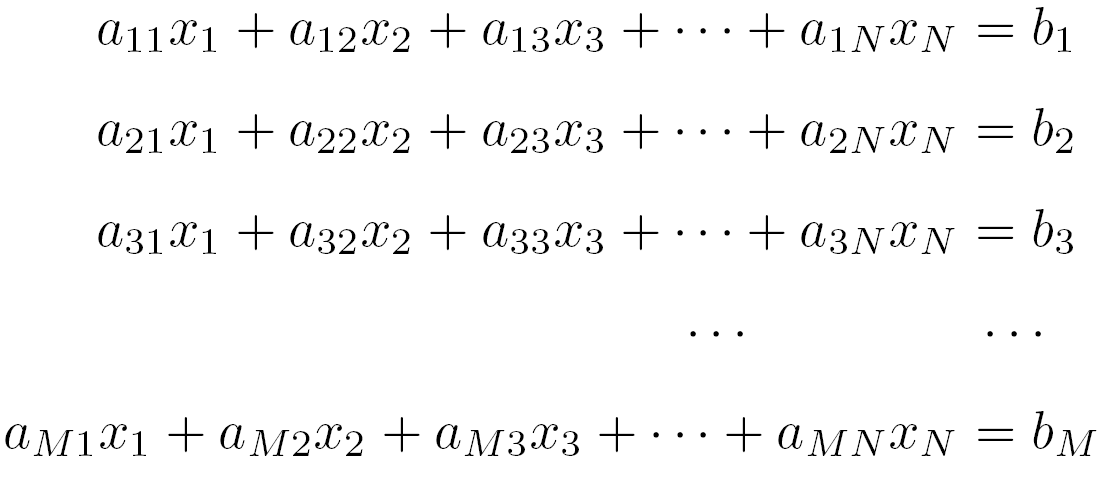 a₁₁x₁ + a₁₂x₂ + a₁₃x₃ + ⋯ + a₁NxN = b₁
a₂₁x₁ + a₂₂x₂ + a₂₃x₃ + ⋯ + a₂NxN = b₂
a₃₁x₁ + a₃₂x₂ + a₃₃x₃ + ⋯ + a₃NxN = b₃
⋯ ⋯
aM₁x₁ + aM₂x₂ + aM₃x₃ + ⋯ + aMNxN = bM